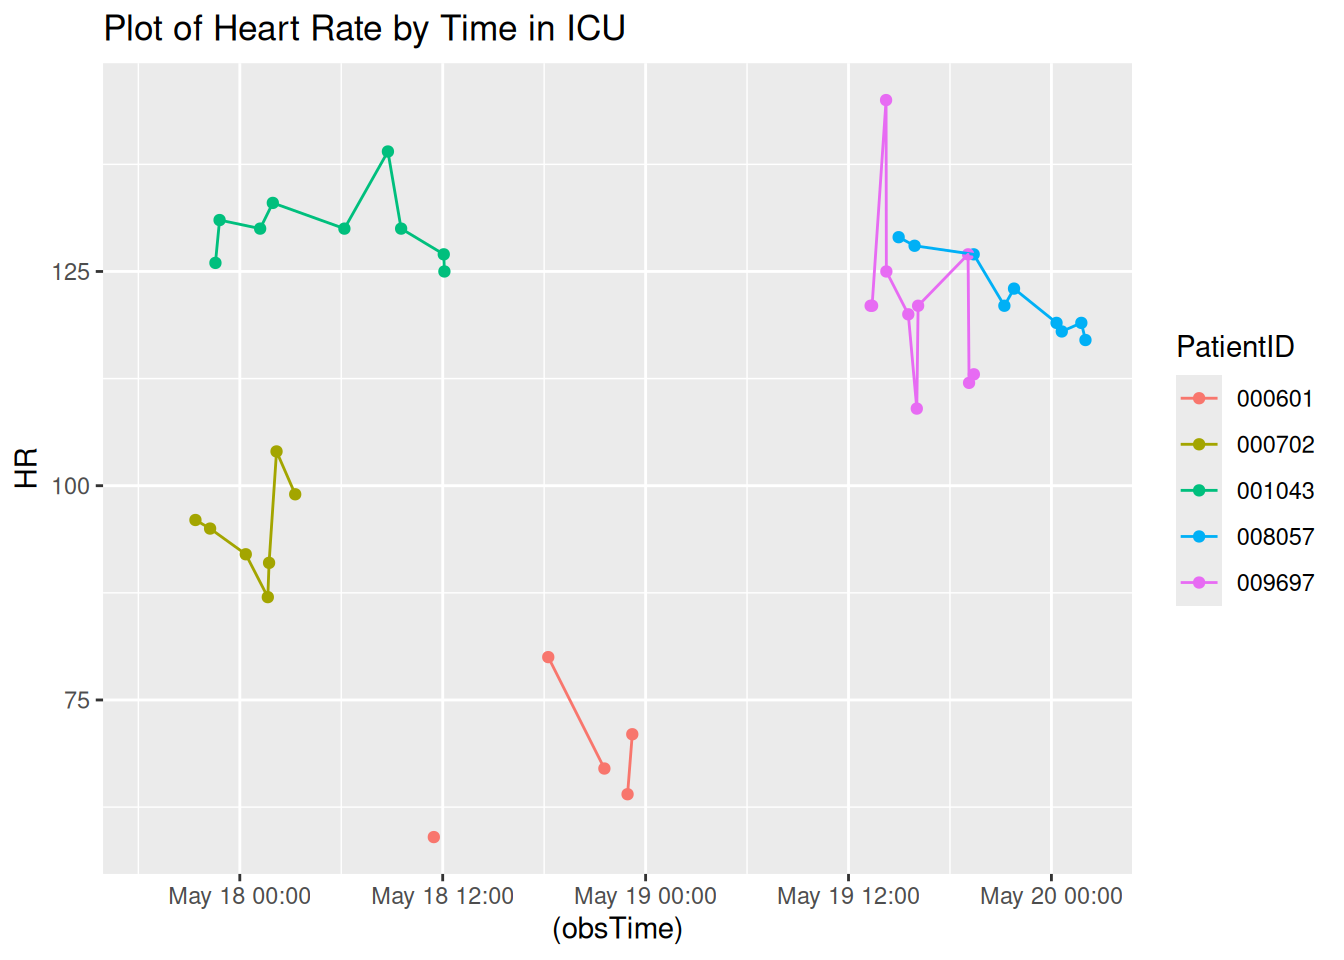 Plot of Heart Rate by Time in ICU
HR
125
100
75
May 18 00:00
May 18 12:00
May 19 00:00
May 19 12:00
May 20 00:00
(obsTime)
PatientID
000601
000702
001043
008057
009697